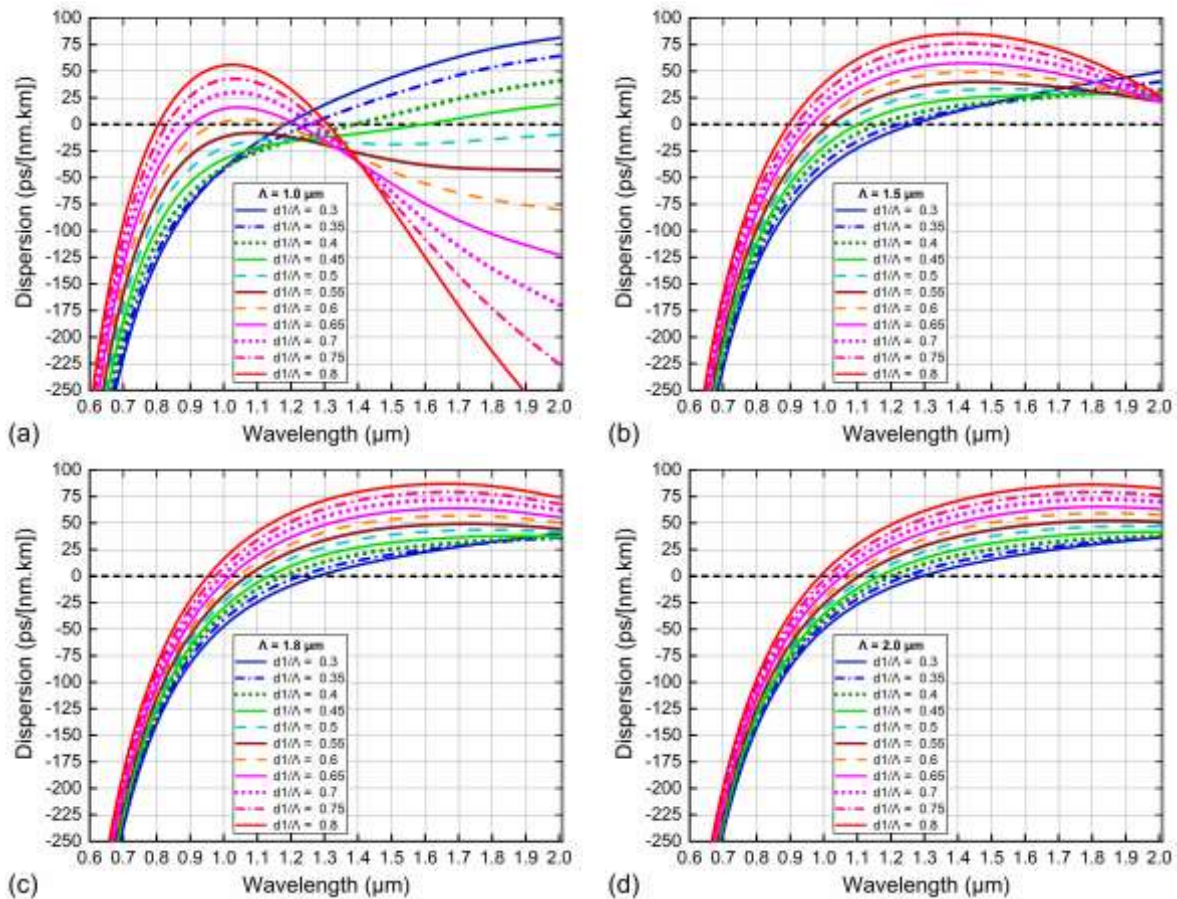 100
75
50
25
0
-25
-50
-75
-100
-125
-150
-175
-200
-225
-250
Dispersion (ps/[nm.km])
Λ = 1.0 µm
d1/Λ = 0.3
d1/Λ = 0.35
d1/Λ = 0.4
d1/Λ = 0.45
d1/Λ = 0.5
d1/Λ = 0.55
d1/Λ = 0.6
d1/Λ = 0.65
d1/Λ = 0.7
d1/Λ = 0.75
d1/Λ = 0.8
0.6 0.7 0.8 0.9 1.0 1.1 1.2 1.3 1.4 1.5 1.6 1.7 1.8 1.9 2.0
(a) Wavelength (µm)
100
75
50
25
0
-25
-50
-75
-100
-125
-150
-175
-200
-225
-250
Dispersion (ps/[nm.km])
Λ = 1.5 µm
d1/Λ = 0.3
d1/Λ = 0.35
d1/Λ = 0.4
d1/Λ = 0.45
d1/Λ = 0.5
d1/Λ = 0.55
d1/Λ = 0.6
d1/Λ = 0.65
d1/Λ = 0.7
d1/Λ = 0.75
d1/Λ = 0.8
0.6 0.7 0.8 0.9 1.0 1.1 1.2 1.3 1.4 1.5 1.6 1.7 1.8 1.9 2.0
(b) Wavelength (µm)
100
75
50
25
0
-25
-50
-75
-100
-125
-150
-175
-200
-225
-250
Dispersion (ps/[nm.km])
Λ = 1.8 µm
d1/Λ = 0.3
d1/Λ = 0.35
d1/Λ = 0.4
d1/Λ = 0.45
d1/Λ = 0.5
d1/Λ = 0.55
d1/Λ = 0.6
d1/Λ = 0.65
d1/Λ = 0.7
d1/Λ = 0.75
d1/Λ = 0.8
0.6 0.7 0.8 0.9 1.0 1.1 1.2 1.3 1.4 1.5 1.6 1.7 1.8 1.9 2.0
(c) Wavelength (µm)
100
75
50
25
0
-25
-50
-75
-100
-125
-150
-175
-200
-225
-250
Dispersion (ps/[nm.km])
Λ = 2.0 µm
d1/Λ = 0.3
d1/Λ = 0.35
d1/Λ = 0.4
d1/Λ = 0.45
d1/Λ = 0.5
d1/Λ = 0.55
d1/Λ = 0.6
d1/Λ = 0.65
d1/Λ = 0.7
d1/Λ = 0.75
d1/Λ = 0.8
0.6 0.7 0.8 0.9 1.0 1.1 1.2 1.3 1.4 1.5 1.6 1.7 1.8 1.9 2.0
(d) Wavelength (µm)